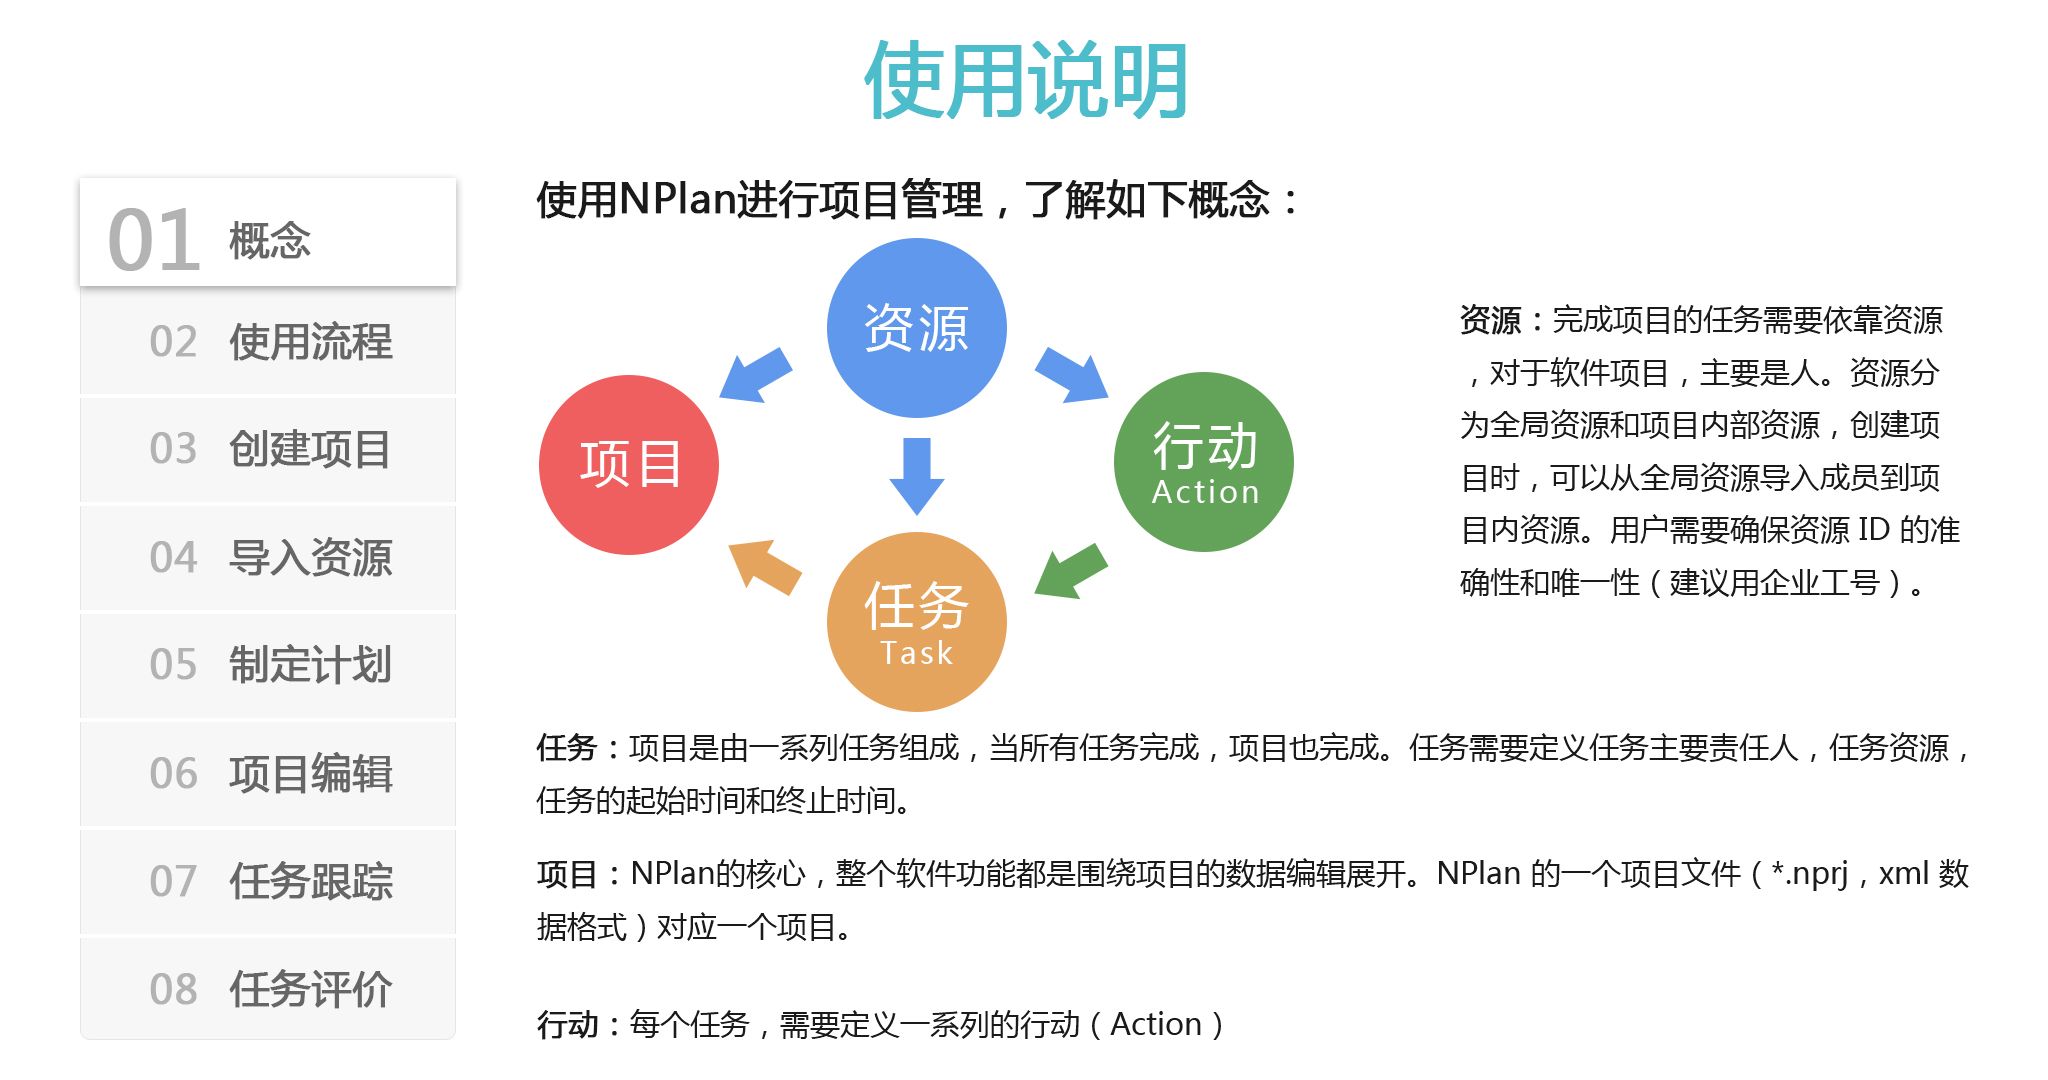 使用说明
01 概念
02 使用流程
03 创建项目
04 导入资源
05 制定计划
06 项目编辑
07 任务跟踪
08 任务评价
使用NPlan进行项目管理，了解如下概念：
资源
项目
行动
Action
任务
Task
资源：完成项目的任务需要依靠资源
，对于软件项目，主要是人。资源分
为全局资源和项目内部资源，创建项
目时，可以从全局资源导入成员到项
目内资源。用户需要确保资源 ID 的准
确性和唯一性（建议用企业工号）。
任务：项目是由一系列任务组成，当所有任务完成，项目也完成。任务需要定义任务主要责任人，任务资源，
任务的起始时间和终止时间。
项目：NPlan的核心，整个软件功能都是围绕项目的数据编辑展开。NPlan 的一个项目文件（*.nprj，xml 数
据格式）对应一个项目。
行动：每个任务，需要定义一系列的行动（Action）